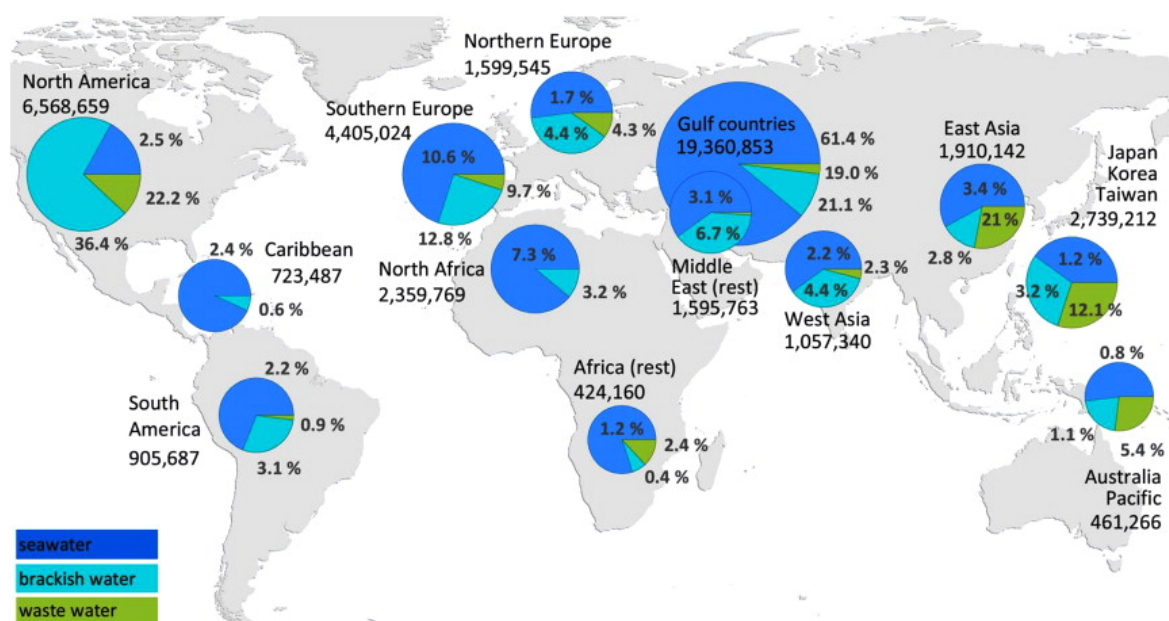 North America
6,568,659
2.5 %
22.2 %
36.4 %
Northern Europe
1,599,545
1.7 %
4.4 %
4.3 %
Southern Europe
4,405,024
10.6 %
9.7 %
12.8 %
Gulf countries
19,360,853
61.4 %
19.0 %
21.1 %
3.1 %
6.7 %
Middle
East (rest)
1,595,763
East Asia
1,910,142
3.4 %
21 %
2.8 %
Japan
Korea
Taiwan
2,739,212
1.2 %
3.2 %
12.1 %
2.4 %
Caribbean
723,487
0.6 %
North Africa
2,359,769
7.3 %
3.2 %
2.2 %
2.3 %
4.4 %
West Asia
1,057,340
2.2 %
South
America
905,687
0.9 %
3.1 %
Africa (rest)
424,160
1.2 %
2.4 %
0.4 %
0.8 %
1.1 %
5.4 %
Australia
Pacific
461,266
seawater
brackish water
waste water